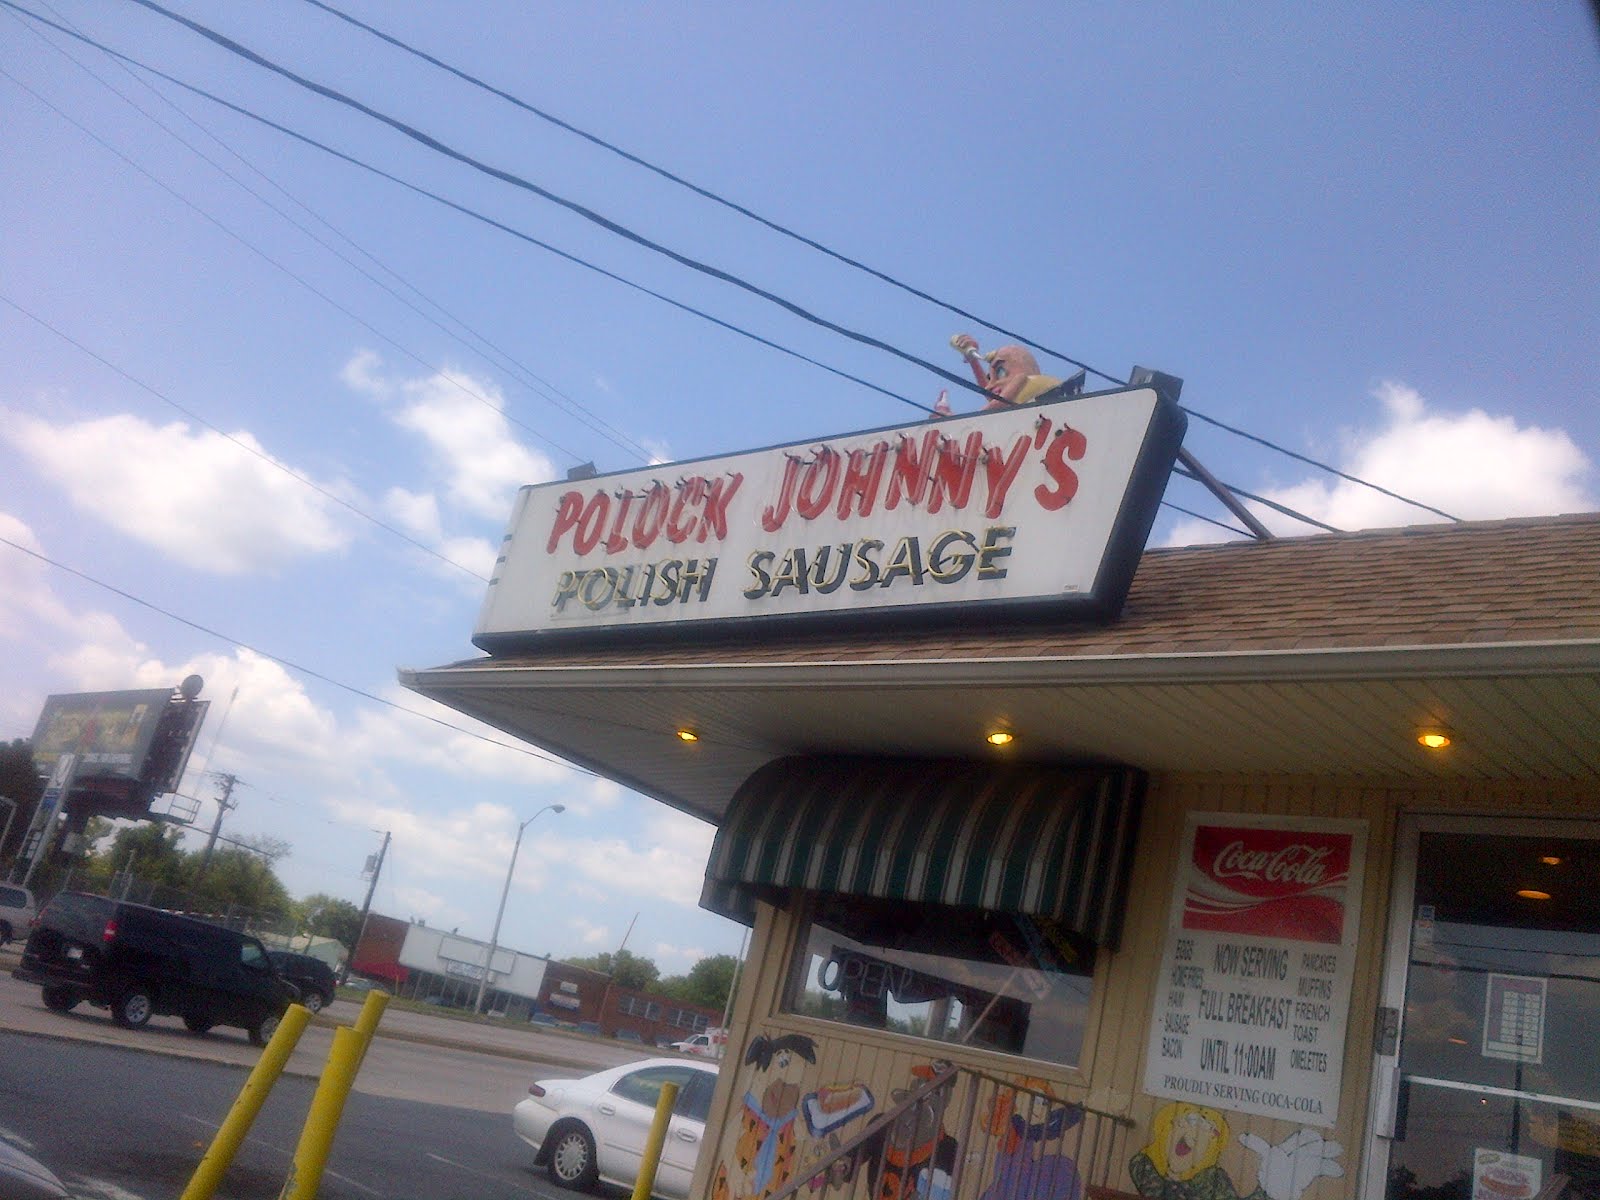 POLOCK JOHNNY'S
POLISH SAUSAGE
Coca-Cola
EGGS
HOMEFRIES
HAM
SAUSAGE
BACON
NOW SERVING
FULL BREAKFAST
UNTIL 11:00AM
PANCAKES
MUFFINS
FRENCH
TOAST
OMELETTES
PROUDLY SERVING COCA-COLA
OPEN